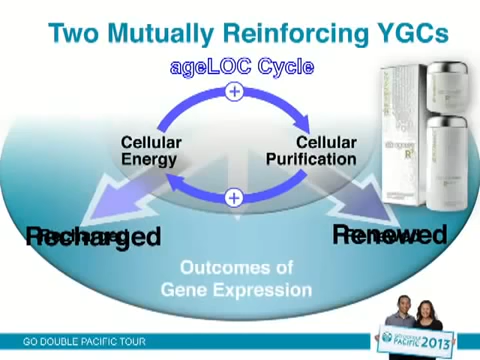 Two Mutually Reinforcing YGCs
ageLOC Cycle
+
Cellular
Energy
Cellular
Purification
+
Recharged
Renewed
Outcomes of
Gene Expression
GO DOUBLE PACIFIC TOUR
PACIFIC 2013